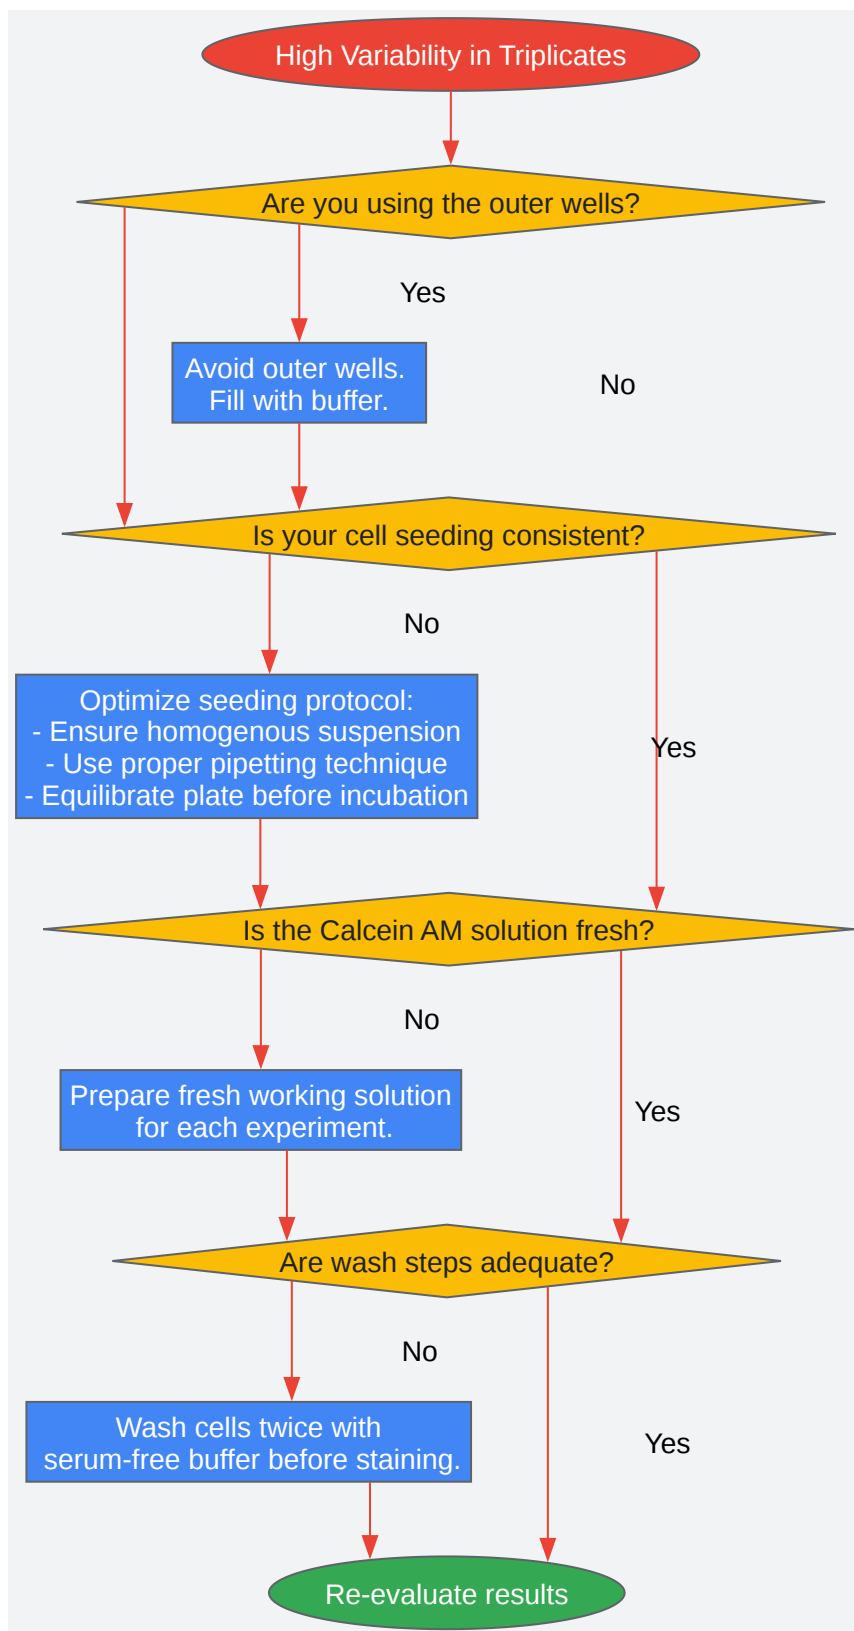 High Variability in Triplicates
Are you using the outer wells?
Yes
Avoid outer wells.
Fill with buffer.
No
Is your cell seeding consistent?
No
Optimize seeding protocol:
- Ensure homogenous suspension
- Use proper pipetting technique
- Equilibrate plate before incubation
Yes
Is the Calcein AM solution fresh?
No
Prepare fresh working solution
for each experiment.
Yes
Are wash steps adequate?
No
Wash cells twice with
serum-free buffer before staining.
Yes
Re-evaluate results